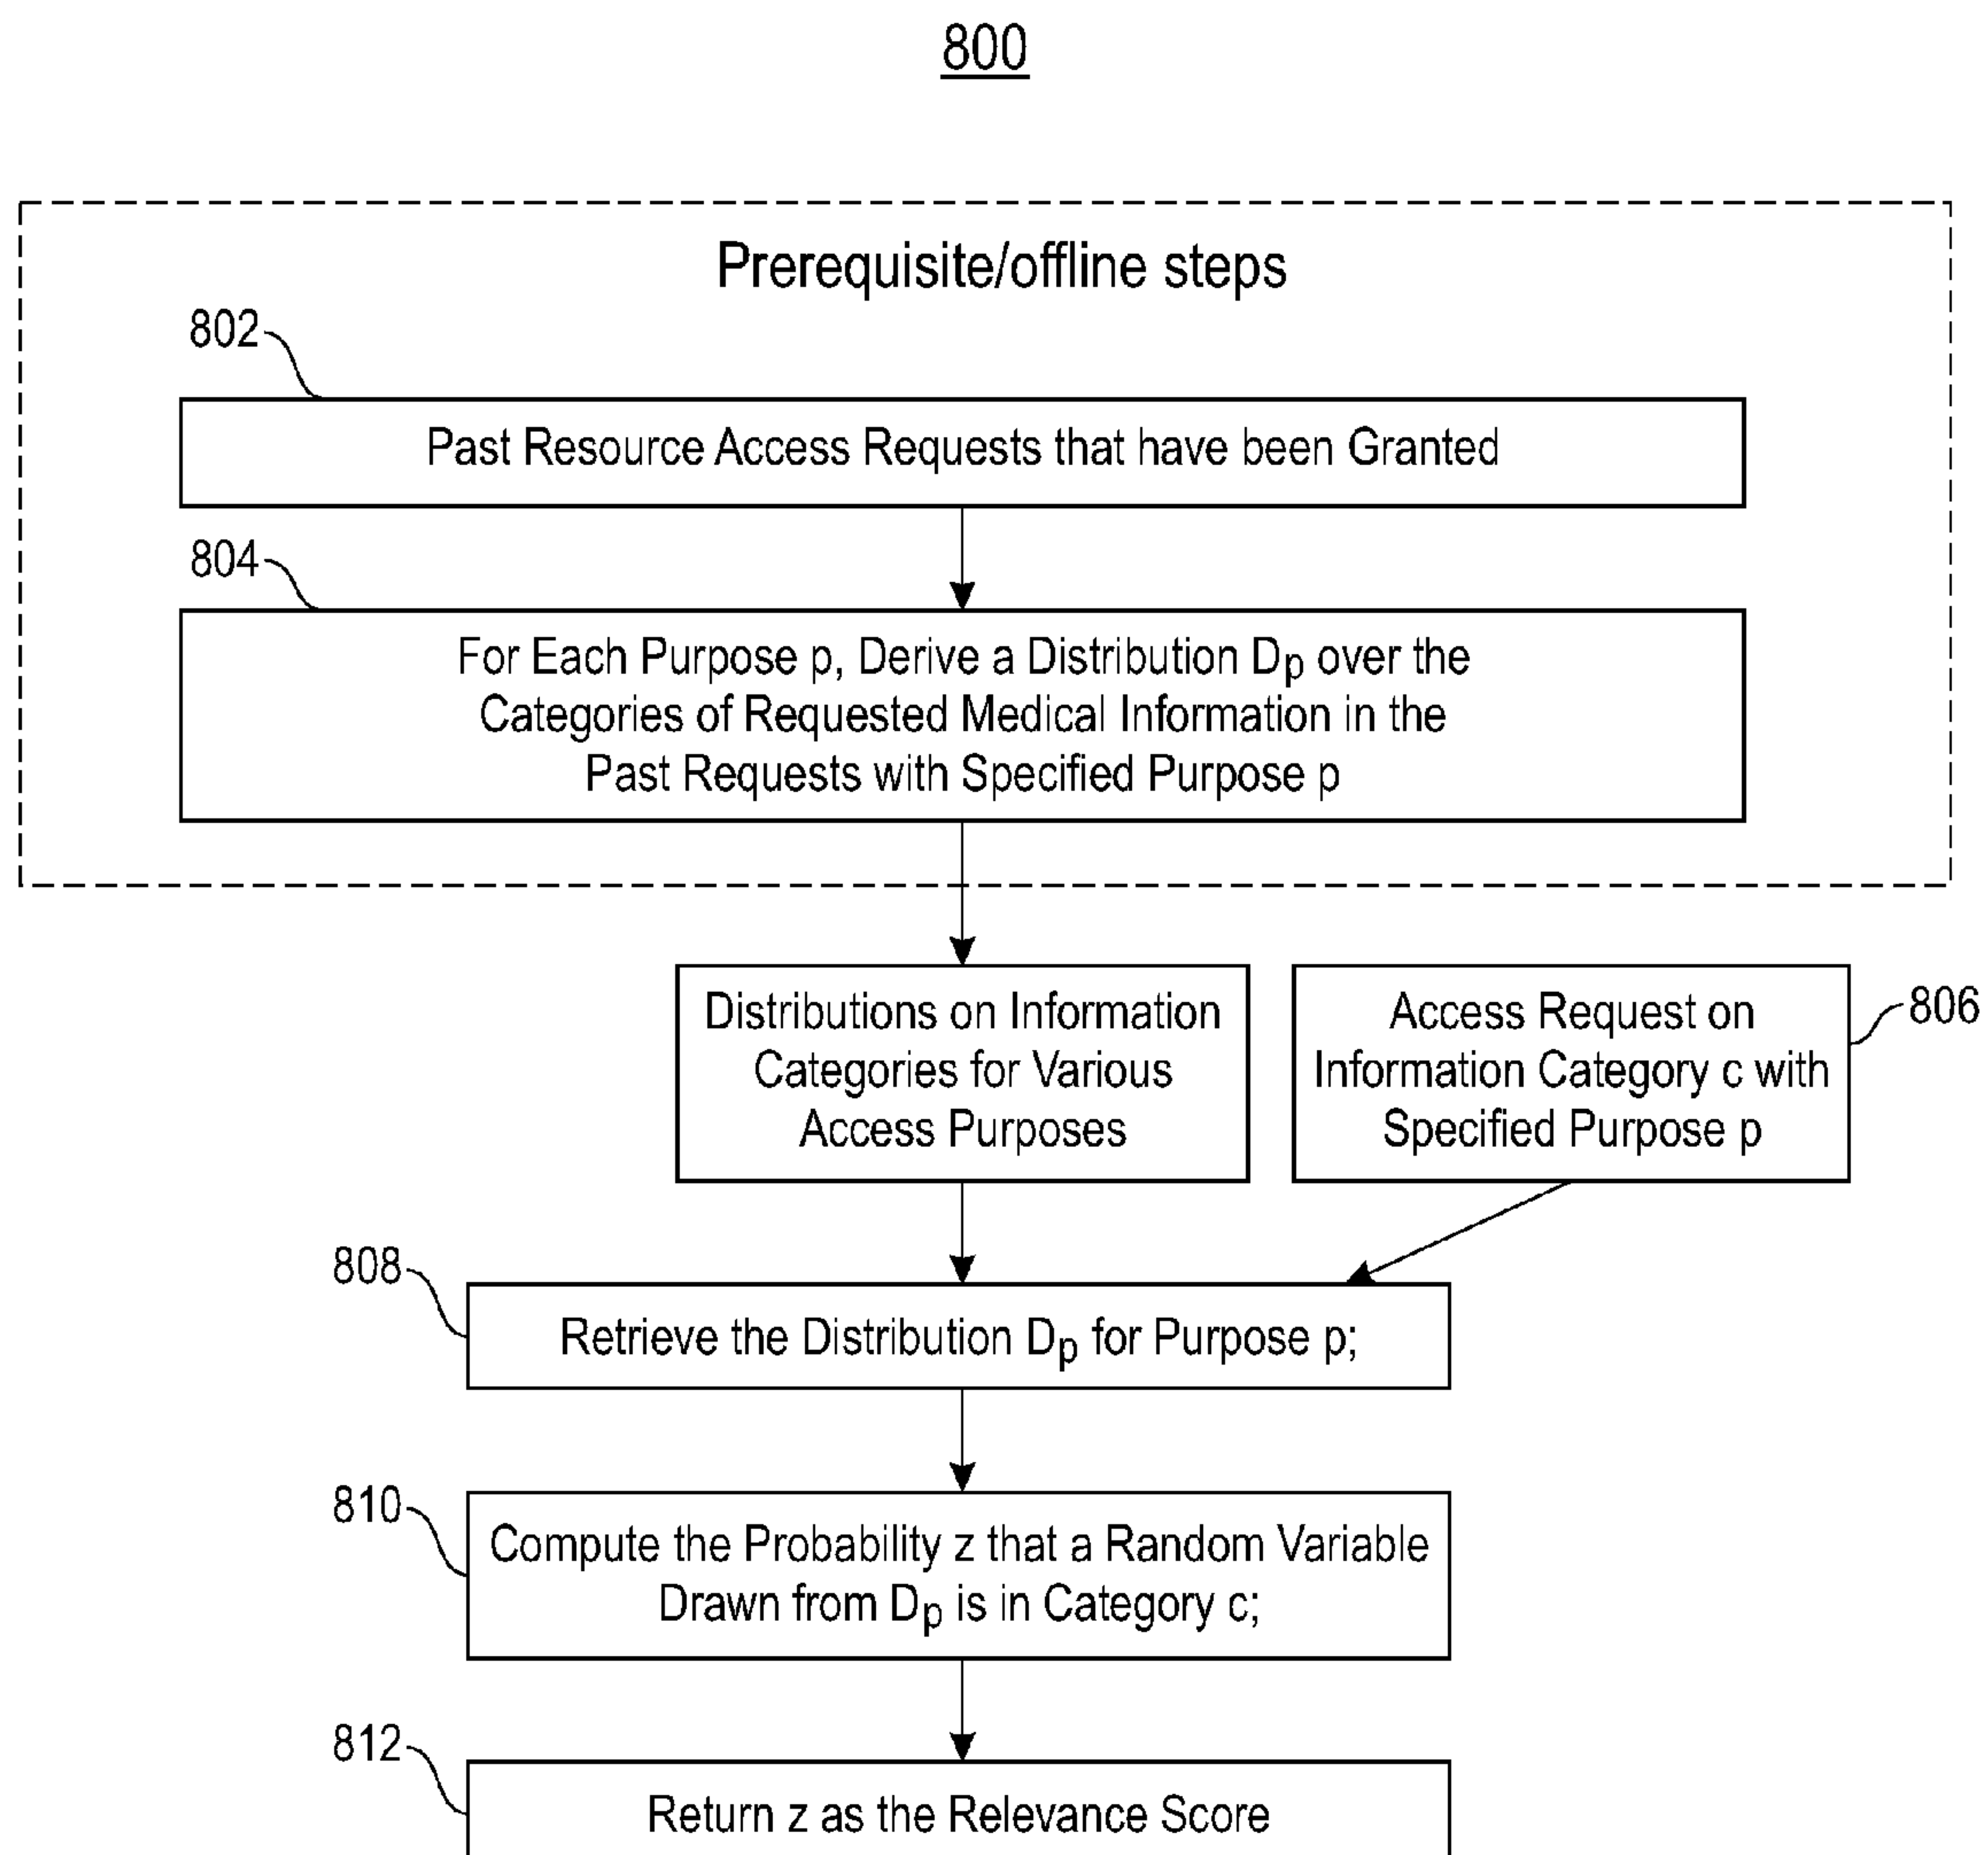 800
Prerequisite/offline steps
802
Past Resource Access Requests that have been Granted
804
For Each Purpose p, Derive a Distribution Dp over the
Categories of Requested Medical Information in the
Past Requests with Specified Purpose p
Distributions on Information
Categories for Various
Access Purposes
Access Request on
Information Category c with
Specified Purpose p
806
808
Retrieve the Distribution Dp for Purpose p;
810
Compute the Probability z that a Random Variable
Drawn from Dp is in Category c;
812
Return z as the Relevance Score